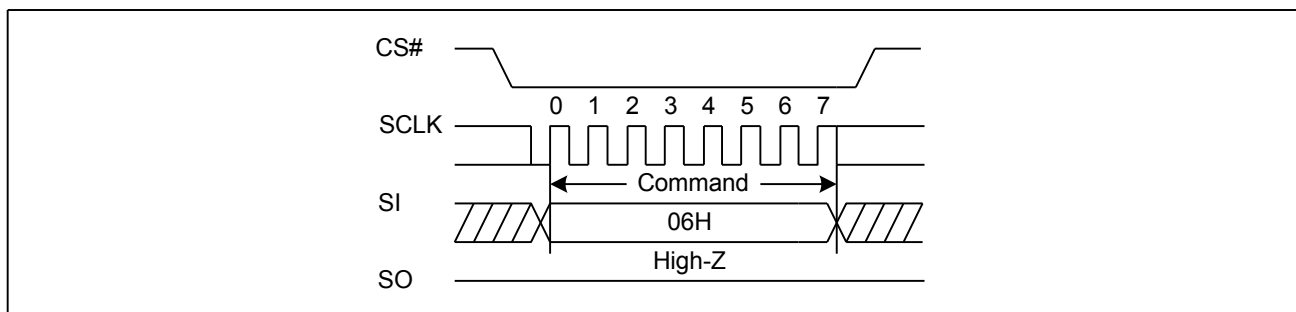 CS#
0 1 2 3 4 5 6 7
SCLK
Command
SI
06H
High-Z
SO